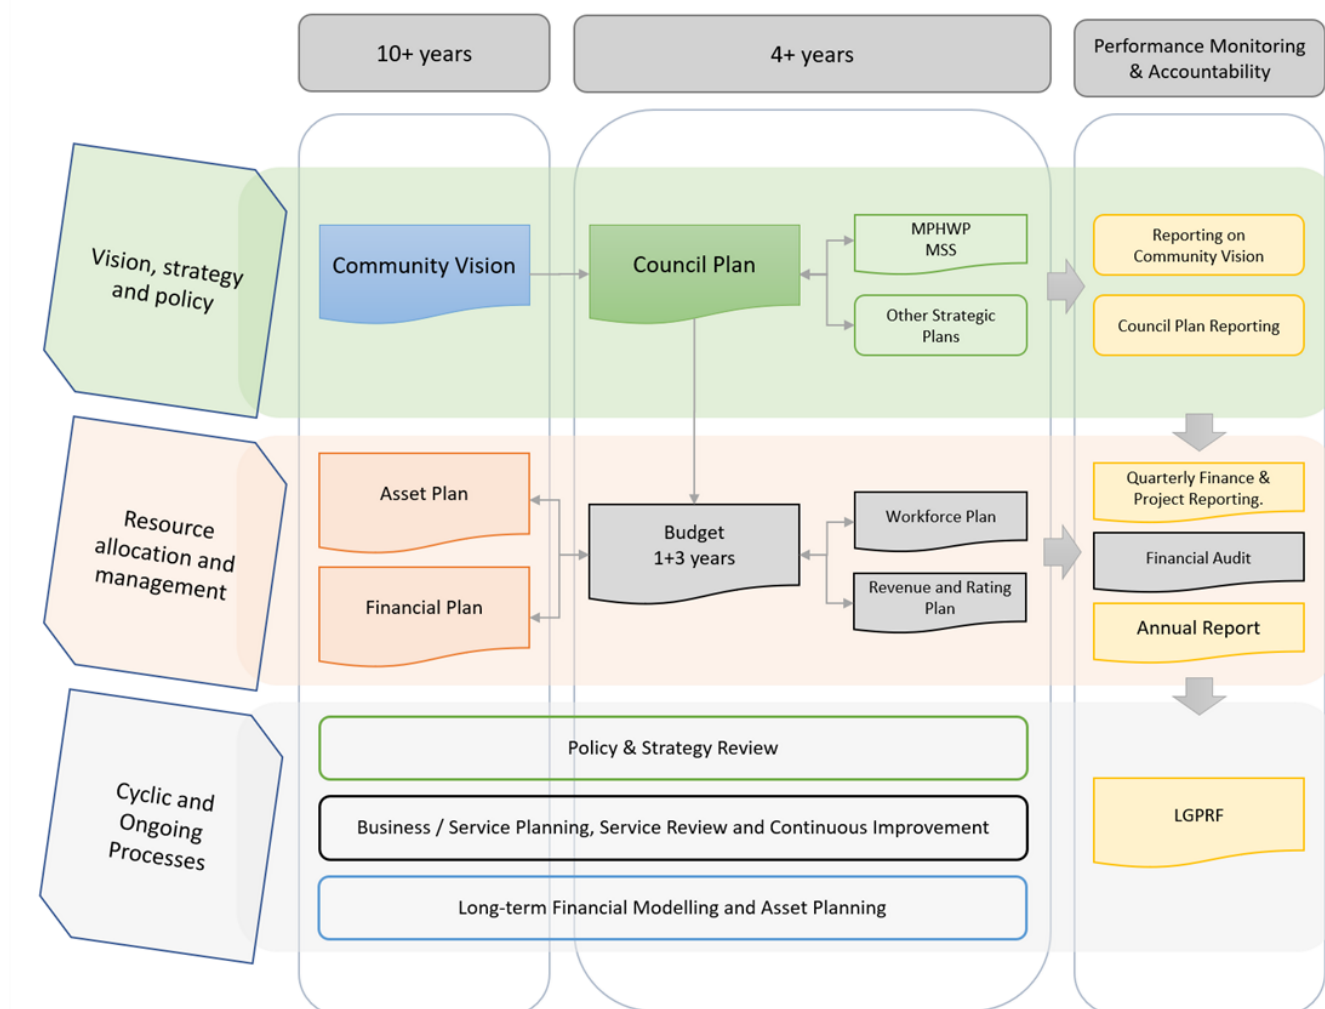 10+ years
4+ years
Performance Monitoring
& Accountability
Vision, strategy
and policy
Community Vision
Council Plan
MPHWP
MSS
Other Strategic
Plans
Reporting on
Community Vision
Council Plan Reporting
Resource
allocation and
management
Asset Plan
Financial Plan
Budget
1+3 years
Workforce Plan
Revenue and Rating
Plan
Quarterly Finance &
Project Reporting.
Financial Audit
Annual Report
Cyclic and
Ongoing
Processes
Policy & Strategy Review
Business / Service Planning, Service Review and Continuous Improvement
Long-term Financial Modelling and Asset Planning
LGPRF